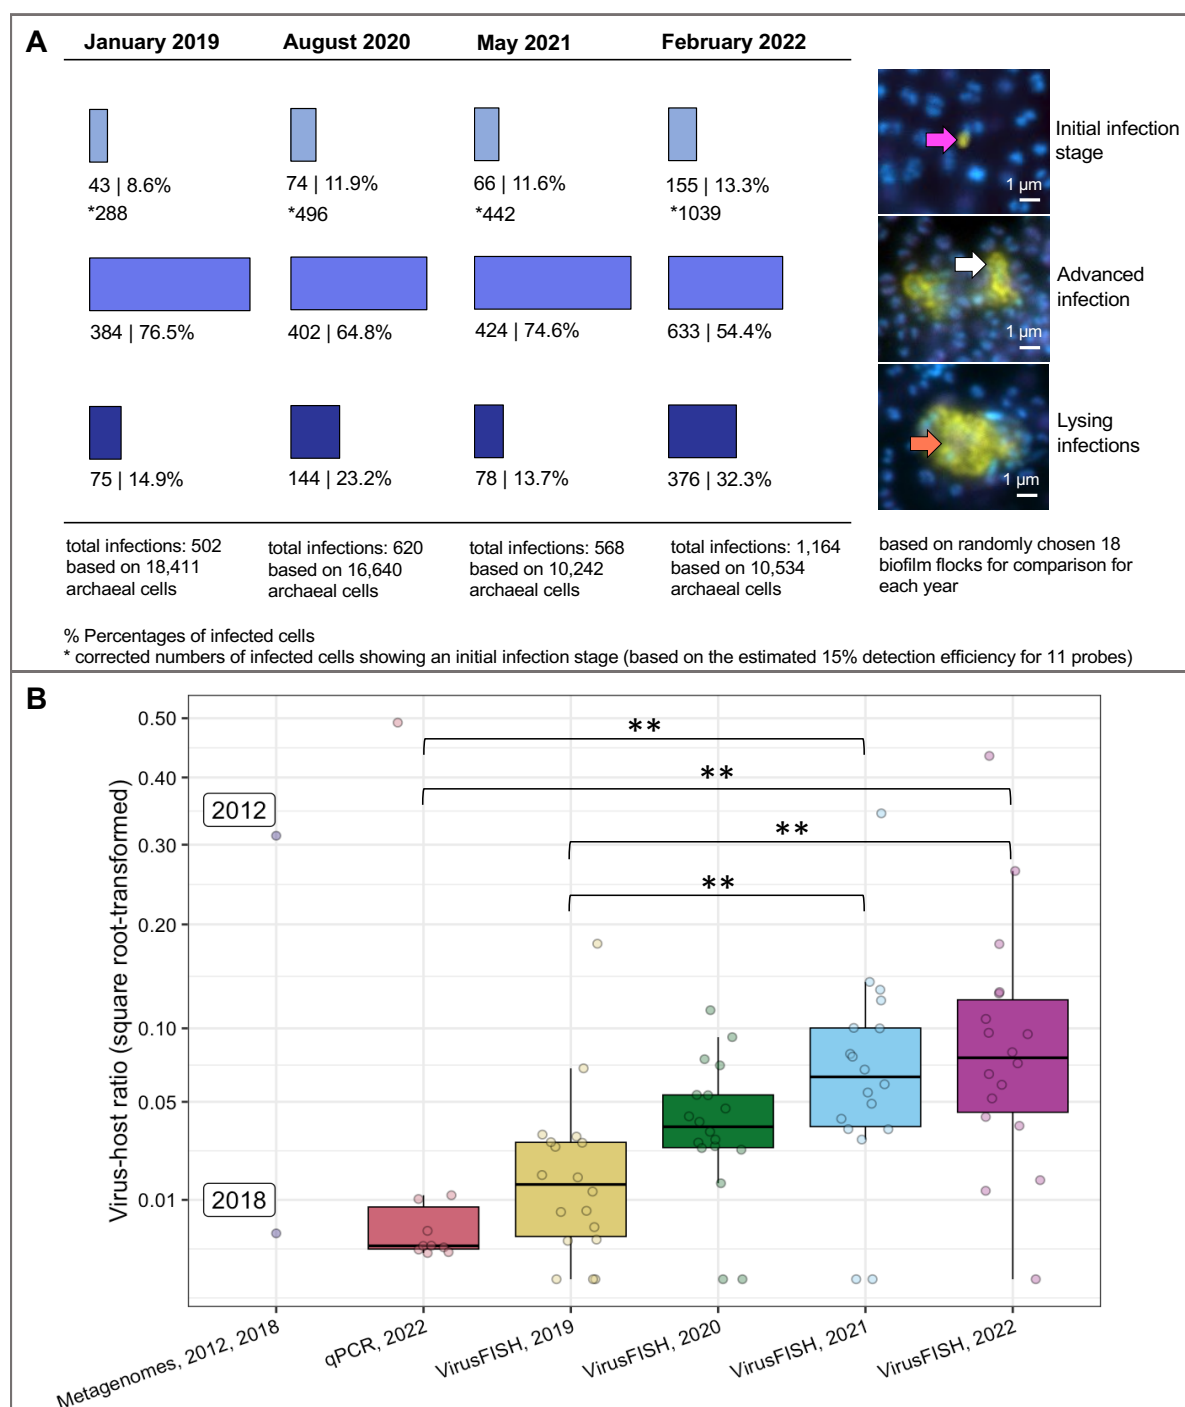 A
January 2019
August 2020
May 2021
February 2022
43 | 8.6%
74 | 11.9%
66 | 11.6%
155 | 13.3%
*288
*496
*442
*1039
Initial infection
stage
1 µm
384 | 76.5%
402 | 64.8%
424 | 74.6%
633 | 54.4%
Advanced
infection
1 µm
75 | 14.9%
144 | 23.2%
78 | 13.7%
376 | 32.3%
Lysing
infections
1 µm
total infections: 502
based on 18,411
archaeal cells
total infections: 620
based on 16,640
archaeal cells
total infections: 568
based on 10,242
archaeal cells
total infections: 1,164
based on 10,534
archaeal cells
based on randomly chosen 18
biofilm flocks for comparison for
each year
% Percentages of infected cells
* corrected numbers of infected cells showing an initial infection stage (based on the estimated 15% detection efficiency for 11 probes)
B
Virus-host ratio (square root-transformed)
0.50
0.40
0.30
0.20
0.10
0.05
0.01
2012
2018
**
**
**
**
Metagenomes, 2012, 2018
qPCR, 2022
VirusFISH, 2019
VirusFISH, 2020
VirusFISH, 2021
VirusFISH, 2022